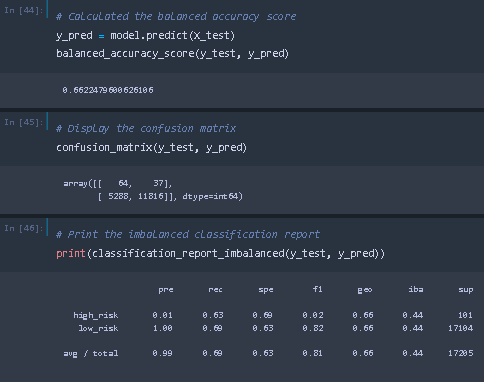 In [44]:
# Calculated the balanced accuracy score
y_pred = model.predict(X_test)
balanced_accuracy_score(y_test, y_pred)
0.6622479600626106
In [45]:
# Display the confusion matrix
confusion_matrix(y_test, y_pred)
array([[ 64, 37],
[ 5288, 11816]], dtype=int64)
In [46]:
# Print the imbalanced classification report
print(classification_report_imbalanced(y_test, y_pred))
pre rec spe f1 geo iba sup
high_risk 0.01 0.63 0.69 0.02 0.66 0.44 101
low_risk 1.00 0.69 0.63 0.82 0.66 0.44 17104
avg / total 0.99 0.69 0.63 0.81 0.66 0.44 17205